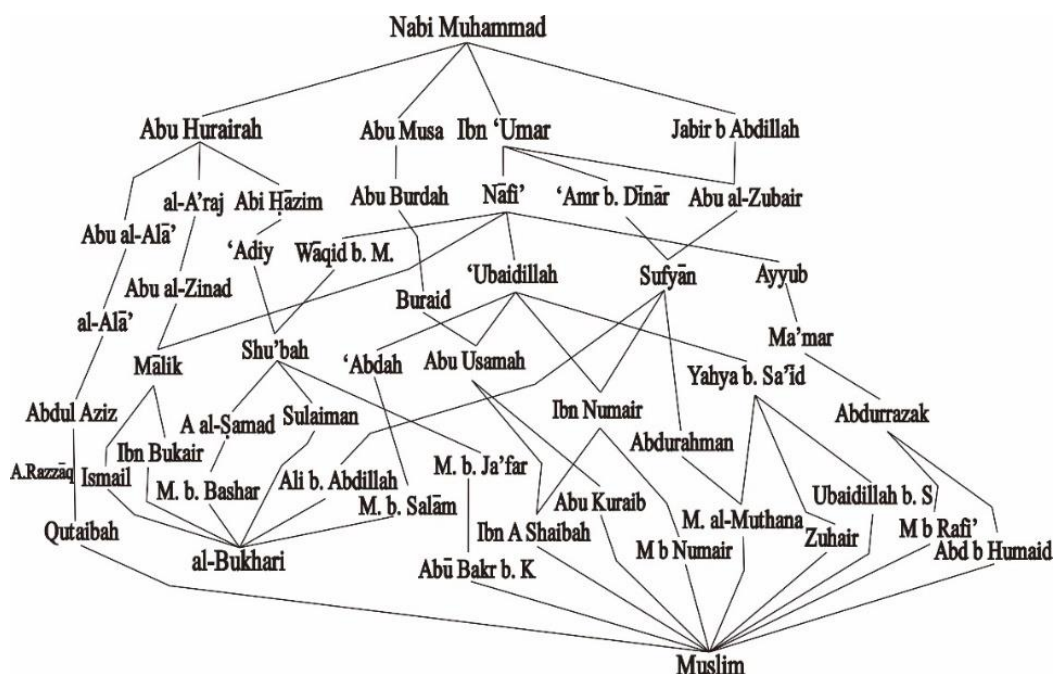 Nabi Muhammad
Abu Hurairah
Abu Musa
Ibn ‘Umar
Jabir b Abdillah
al-A’raj
Abi Ḥāzim
Abu Burdah
Nāfi’
‘Amr b. Dīnār
Abu al-Zubair
Abu al-Alā’
‘Adiy
Wāqid b. M.
‘Ubaidillah
Sufyān
Ayyub
Abu al-Zinad
Buraid
al-Alā’
Ma’mar
Mālik
Shu’bah
‘Abdah
Abu Usamah
Yahya b. Sa’īd
Abdul Aziz
A al-Ṣamad
Sulaiman
Ibn Numair
Abdurrazak
Ibn Bukair
Abdurahman
A.Razzāq
Ismail
M. b. Bashar
Ali b. Abdillah
M. b. Ja’far
Abu Kuraib
Ubaidillah b. S
M. b. Salām
Qutaibah
Ibn A Shaibah
M. al-Muthana
Zuhair
M b Rafi’
al-Bukhari
M b Numair
Abd b Humaid
Abū Bakr b. K
Muslim